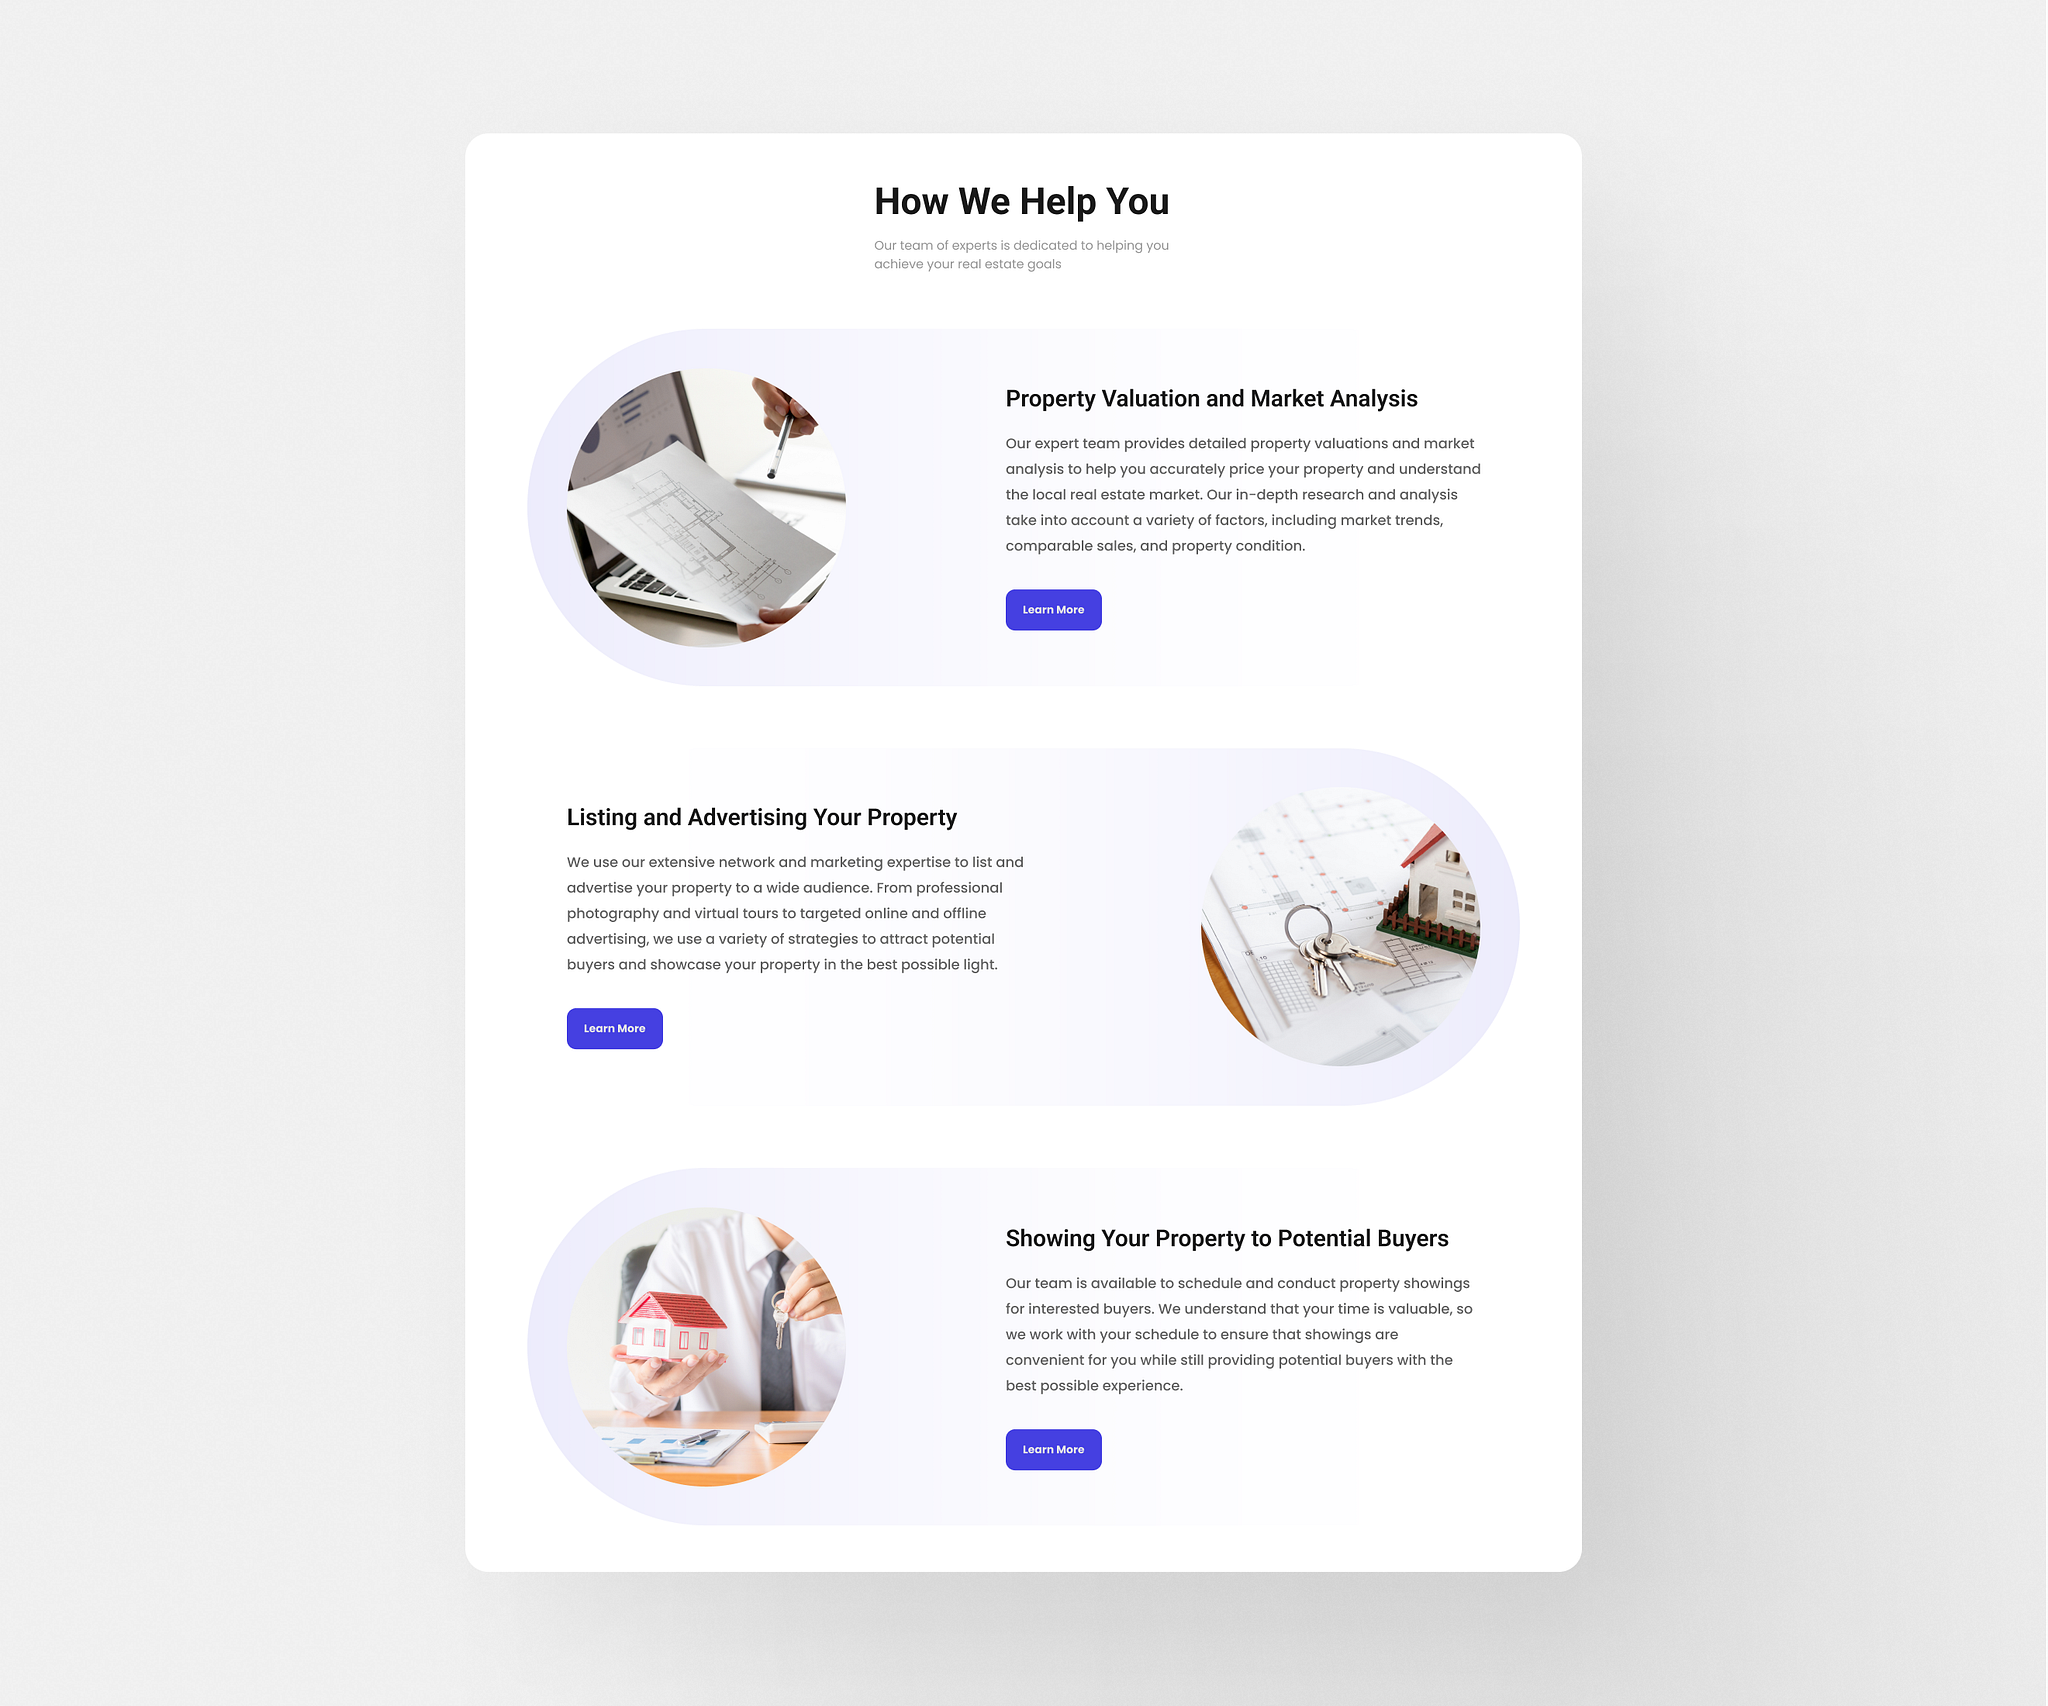 How We Help You
Our team of experts is dedicated to helping you
achieve your real estate goals
Property Valuation and Market Analysis
Our expert team provides detailed property valuations and market
analysis to help you accurately price your property and understand
the local real estate market. Our in-depth research and analysis
take into account a variety of factors, including market trends,
comparable sales, and property condition.
Learn More
Listing and Advertising Your Property
We use our extensive network and marketing expertise to list and
advertise your property to a wide audience. From professional
photography and virtual tours to targeted online and offline
advertising, we use a variety of strategies to attract potential
buyers and showcase your property in the best possible light.
Learn More
Showing Your Property to Potential Buyers
Our team is available to schedule and conduct property showings
for interested buyers. We understand that your time is valuable, so
we work with your schedule to ensure that showings are
convenient for you while still providing potential buyers with the
best possible experience.
Learn More